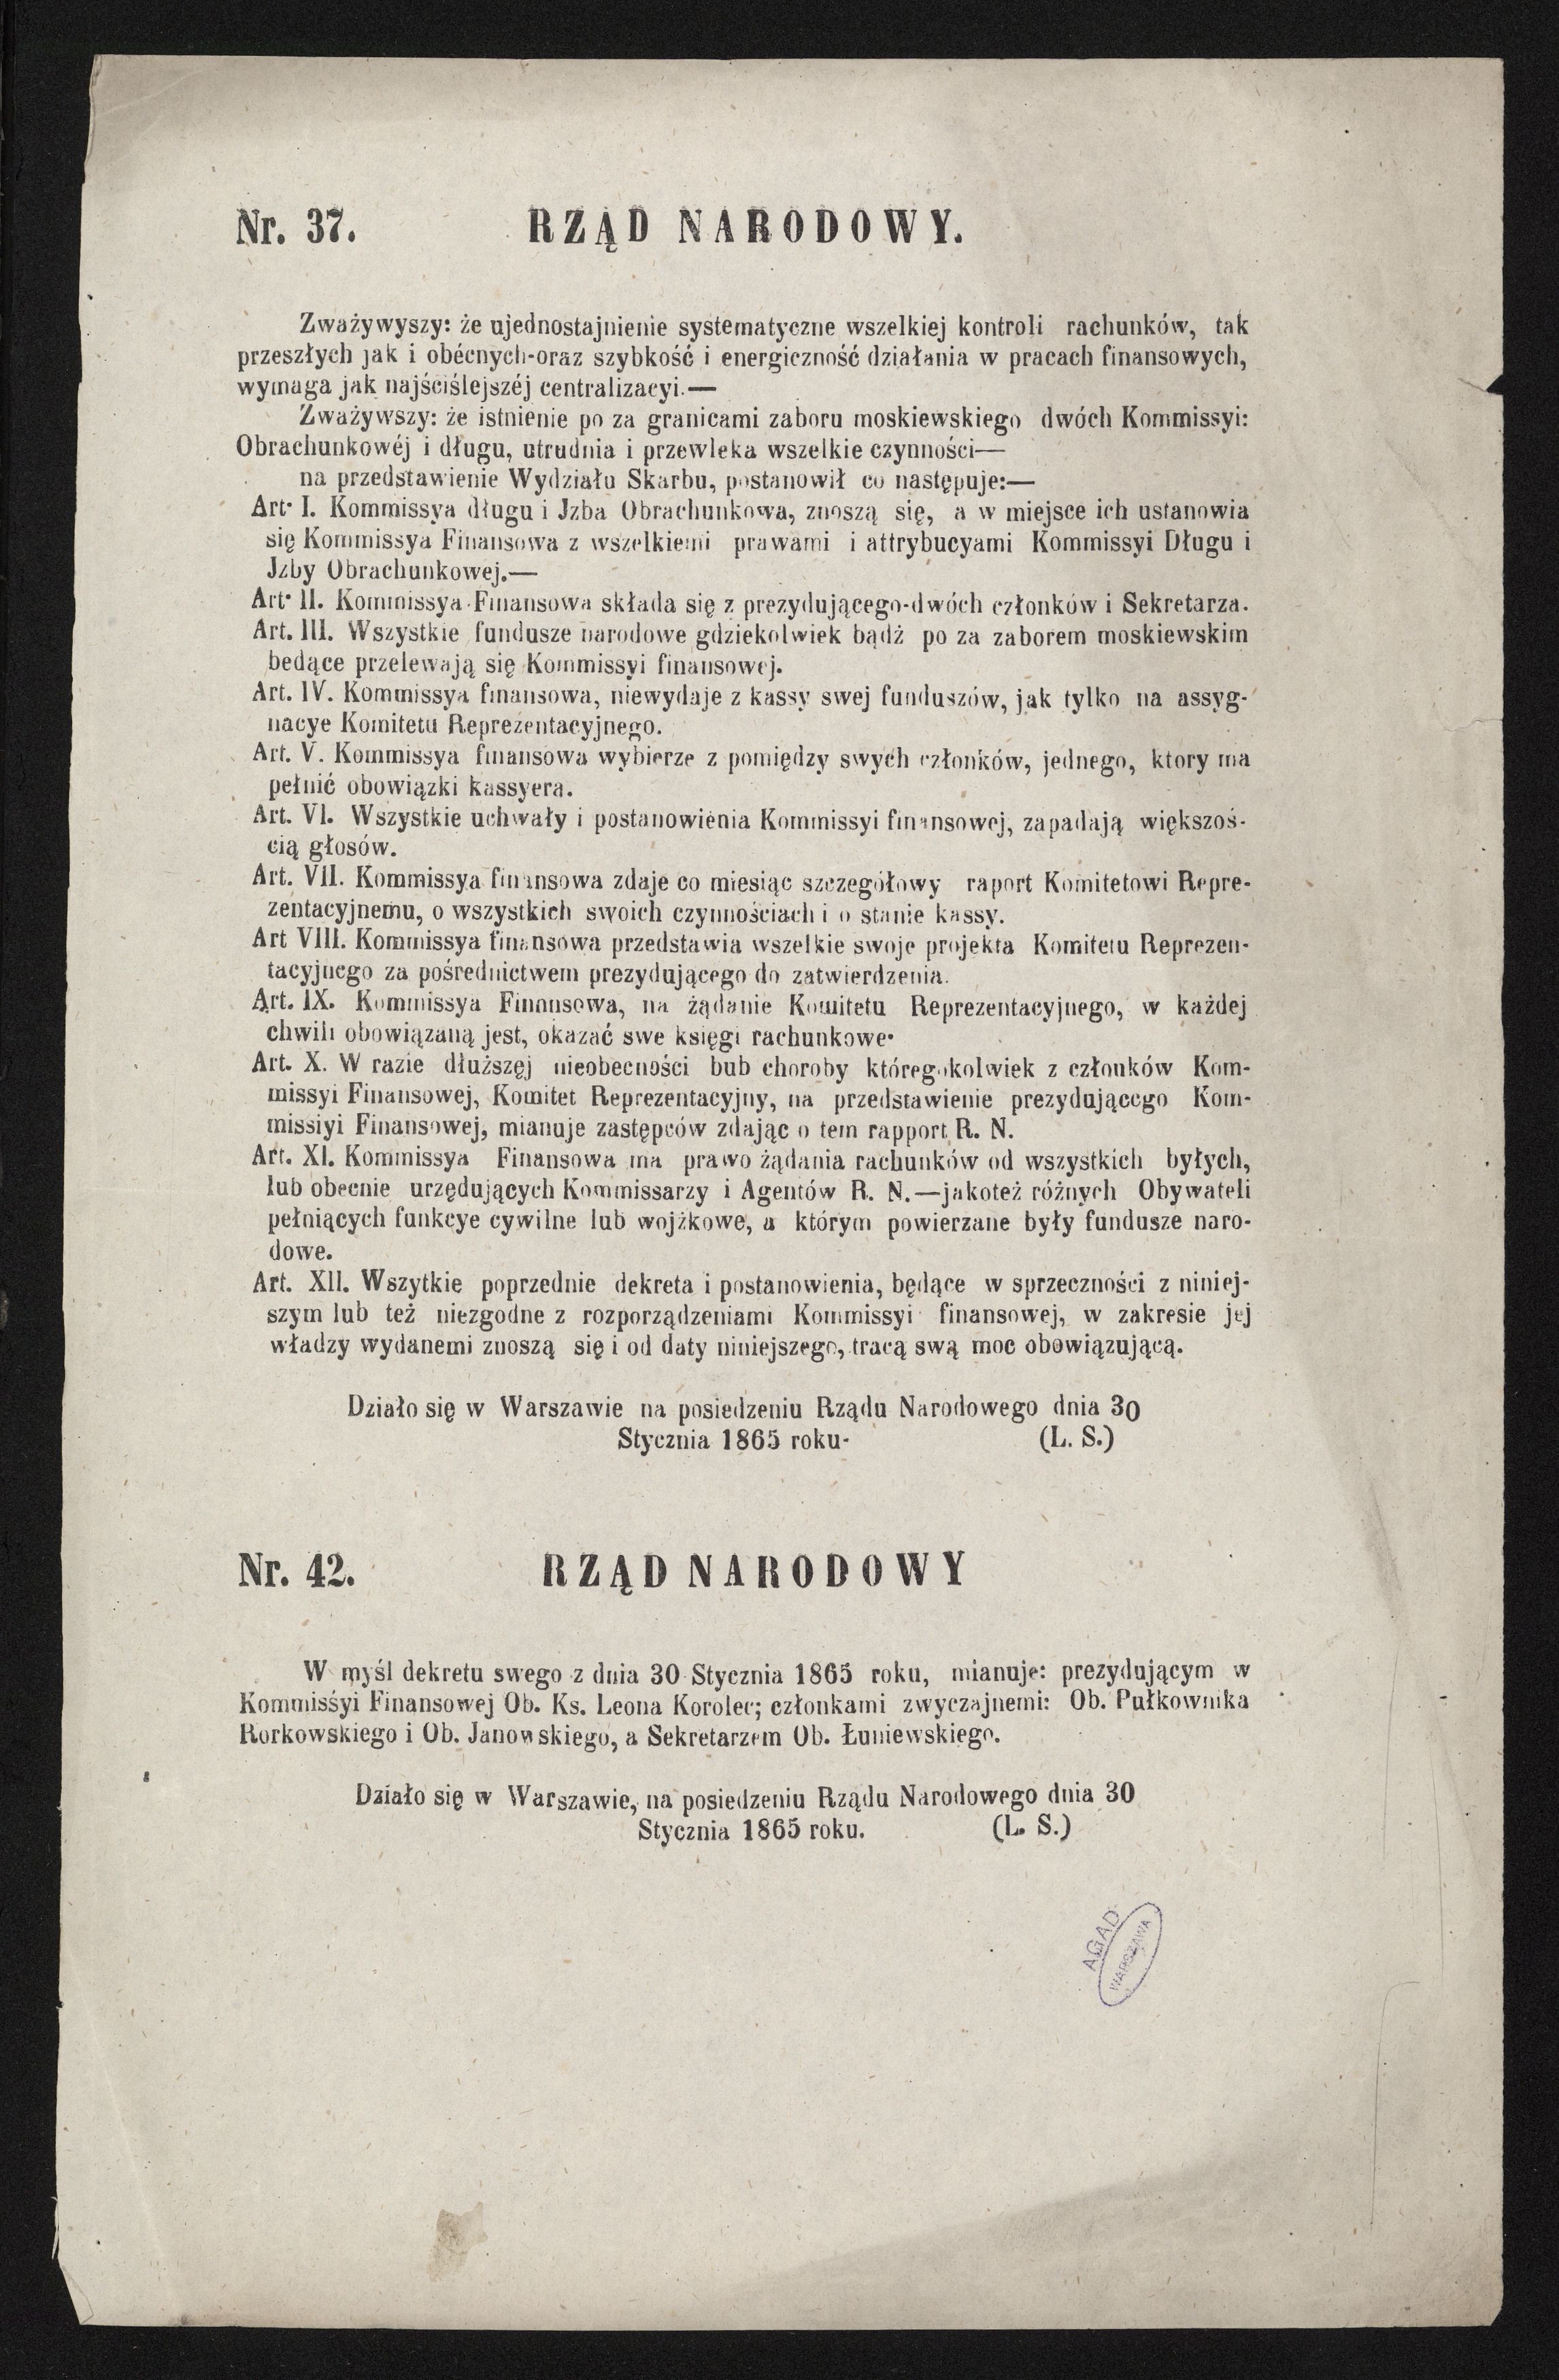 Nr. 37. RZĄD NARODOWY.
Zważywyszy: że ujednostajnienie systematyczne wszelkiej kontroli rachunków, tak
przeszłych jak i obécnych-oraz szybkość i energiczność działania w pracach finansowych,
wymaga jak najściślejszéj centralizacyi.—
Zważywszy: że istnienie po za granicami zaboru moskiewskiego dwóch Kommissyi:
Obrachunkowéj i długu, utrudnia i przewleka wszelkie czynności—
na przedstawienie Wydziału Skarbu, postanowił co następuje:—
Art· I. Kommissya długu i Jzba Obrachunkowa, znoszą się, a w miejsce ich ustanowia
się Kommissya Finansowa z wszelkiemi prawami i attrybucyami Kommissyi Długu i
Jzby Obrachunkowej.—
Art· II. Kommissya Finansowa składa się z prezydującego-dwóch członków i Sekretarza.
Art. III. Wszystkie fundusze narodowe gdziekolwiek bądź po za zaborem moskiewskim
bedące przelewają się Kommissyi finansowej.
Art. IV. Kommissya finansowa, niewydaje z kassy swej funduszów, jak tylko na assyg-
nacye Komitetu Reprezentacyjnego.
Art. V. Kommissya finansowa wybierze z pomiędzy swych członków, jednego, ktory ma
pełnić obowiązki kassyera.
Art. VI. Wszystkie uchwały i postanowienia Kommissyi finansowej, zapadają większoś-
cią głosów.
Art. VII. Kommissya finansowa zdaje co miesiąc szczegółowy raport Komitetowi Repre-
zentacyjnemu, o wszystkich swoich czynnościach i o stanie kassy.
Art VIII. Kommissya finansowa przedstawia wszelkie swoje projekta Komitetu Reprezen-
tacyjnego za pośrednictwem prezydującego do zatwierdzenia.
Art. IX. Kommissya Finansowa, na żądanie Komitetu Reprezentacyjnego, w każdej
chwili obowiązaną jest, okazać swe księgi rachunkowe·
Art. X. W razie dłuższej nieobecności bub choroby któregokolwiek z członków Kom-
missyi Finansowej, Komitet Reprezentacyjny, na przedstawienie prezydującego Kom-
missiyi Finansowej, mianuje zastępców zdając o tem rapport R. N.
Art. XI. Kommissya Finansowa ma prawo żądania rachunków od wszystkich byłych,
lub obecnie urzędujących Kommissarzy i Agentów R. N.—jakoteż różnych Obywateli
pełniących funkcye cywilne lub wojżkowe, a którym powierzane były fundusze naro-
dowe.
Art. XII. Wszytkie poprzednie dekreta i postanowienia, będące w sprzeczności z niniej-
szym lub też niezgodne z rozporządzeniami Kommissyi finansowej, w zakresie jej
władzy wydanemi znoszą się i od daty niniejszego, tracą swą moc obowiązującą.
Działo się w Warszawie na posiedzeniu Rządu Narodowego dnia 30
Stycznia 1865 roku- (L. S.)
Nr. 42. RZĄD NARODOWY
W myśl dekretu swego z dnia 30 Stycznia 1865 roku, mianuje: prezydującym w
Kommisśyi Finansowej Ob. Ks. Leona Korolec; członkami zwyczajnemi: Ob. Pułkownika
Rorkowskiego i Ob. Janowskiego, a Sekretarzem Ob. Łuniewskiego.
Działo się w Warszawie, na posiedzeniu Rządu Narodowego dnia 30
Stycznia 1865 roku. (L. S.)
AGAD
WARSZAWA